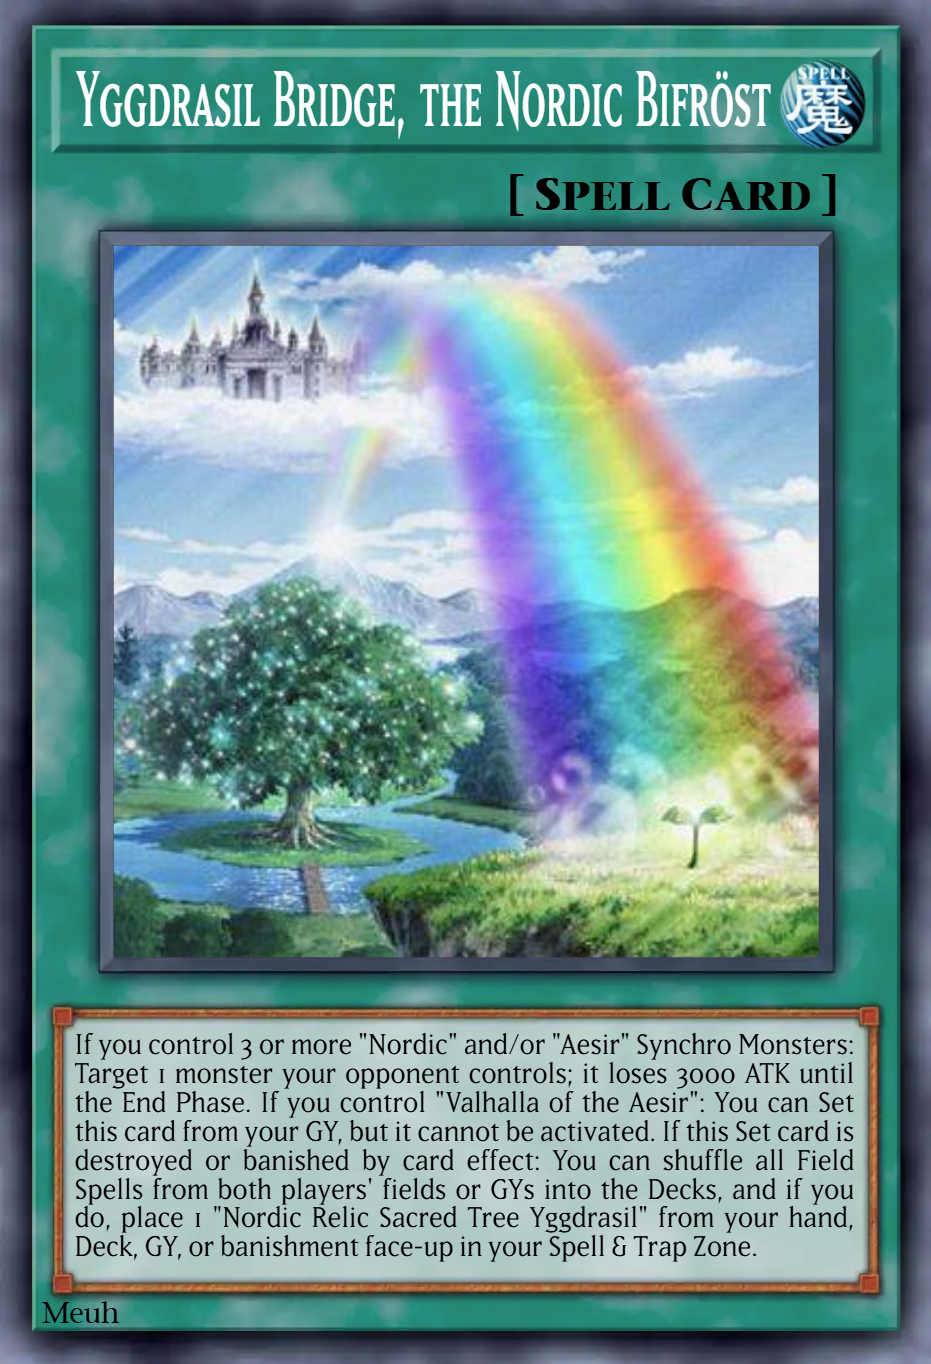 Yggdrasil Bridge, the Nordic Bifröst
SPELL
魔
[ Spell Card ]
If you control 3 or more "Nordic" and/or "Aesir" Synchro Monsters:
Target 1 monster your opponent controls; it loses 3000 ATK until
the End Phase. If you control "Valhalla of the Aesir": You can Set
this card from your GY, but it cannot be activated. If this Set card is
destroyed or banished by card effect: You can shuffle all Field
Spells from both players' fields or GYs into the Decks, and if you
do, place 1 "Nordic Relic Sacred Tree Yggdrasil" from your hand,
Deck, GY, or banishment face-up in your Spell & Trap Zone.
Meuh